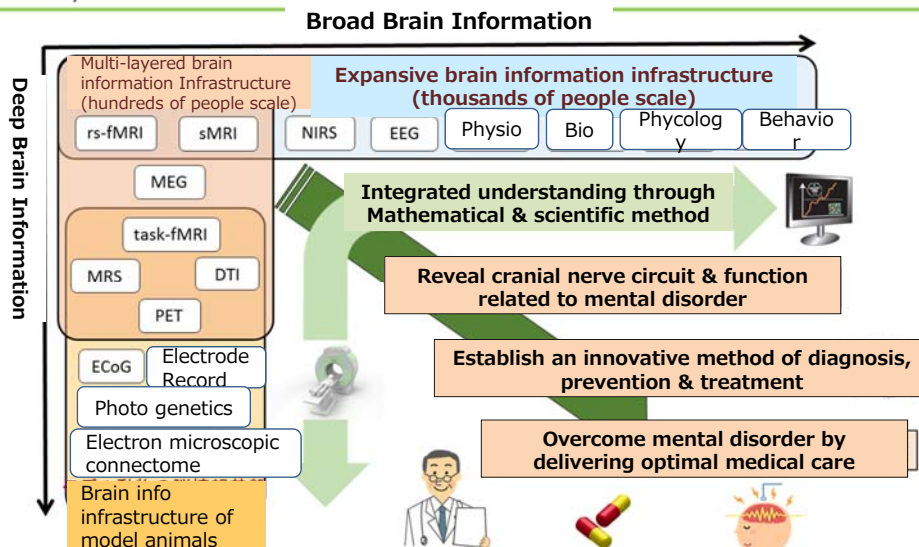 Broad Brain Information
Deep Brain Information
Multi-layered brain
information Infrastructure
(hundreds of people scale)
Expansive brain information infrastructure
(thousands of people scale)
rs-fMRI
sMRI
NIRS
EEG
Physio
Bio
Phycolog
y
Behavio
r
MEG
Integrated understanding through
Mathematical & scientific method
task-fMRI
MRS
DTI
PET
Reveal cranial nerve circuit & function
related to mental disorder
ECoG
Electrode
Record
Establish an innovative method of diagnosis,
prevention & treatment
Photo genetics
Electron microscopic
connectome
Overcome mental disorder by
delivering optimal medical care
Brain info
infrastructure of
model animals